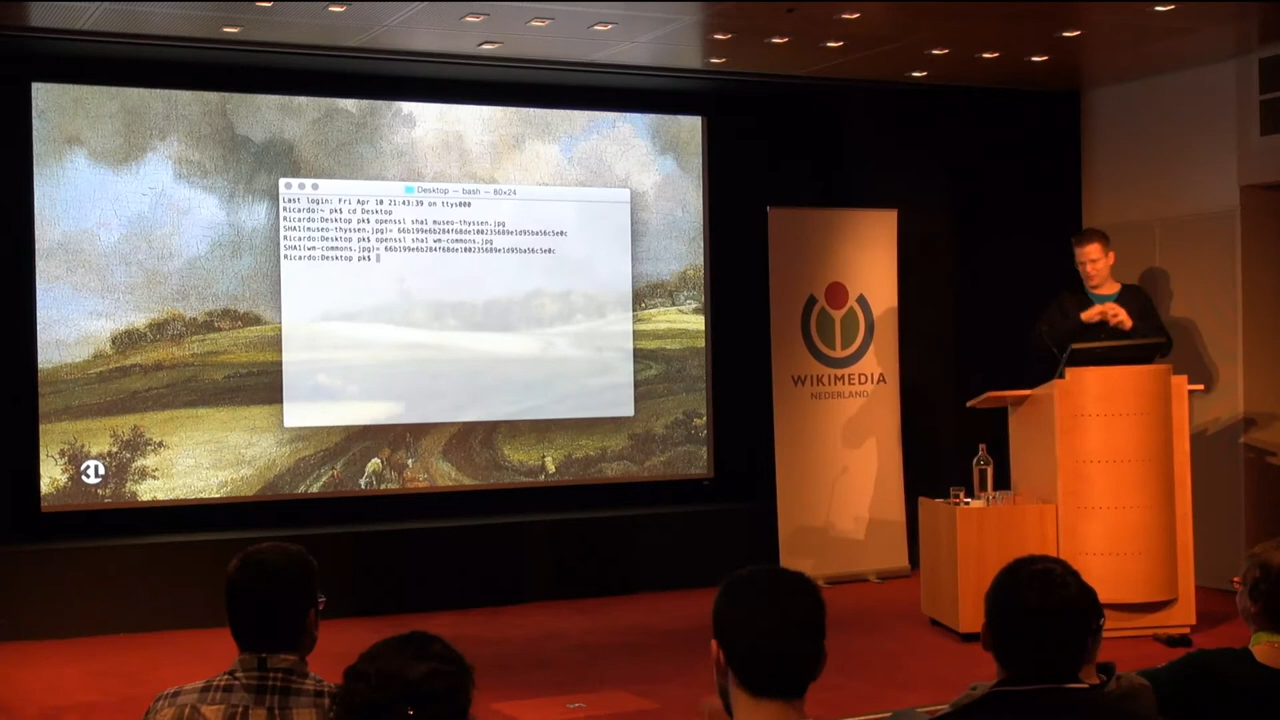 Desktop — bash — 80×24
Last login: Fri Apr 10 21:43:39 on ttys000
Ricardo:~ pk$ cd Desktop
Ricardo:Desktop pk$ openssl sha1 museo-thyssen.jpg
SHA1(museo-thyssen.jpg)= 66b199e6b284f68de100235689e1d95ba56c5e0c
Ricardo:Desktop pk$ openssl sha1 wm-commons.jpg
SHA1(wm-commons.jpg)= 66b199e6b284f68de100235689e1d95ba56c5e0c
Ricardo:Desktop pk$
WIKIMEDIA
NEDERLAND